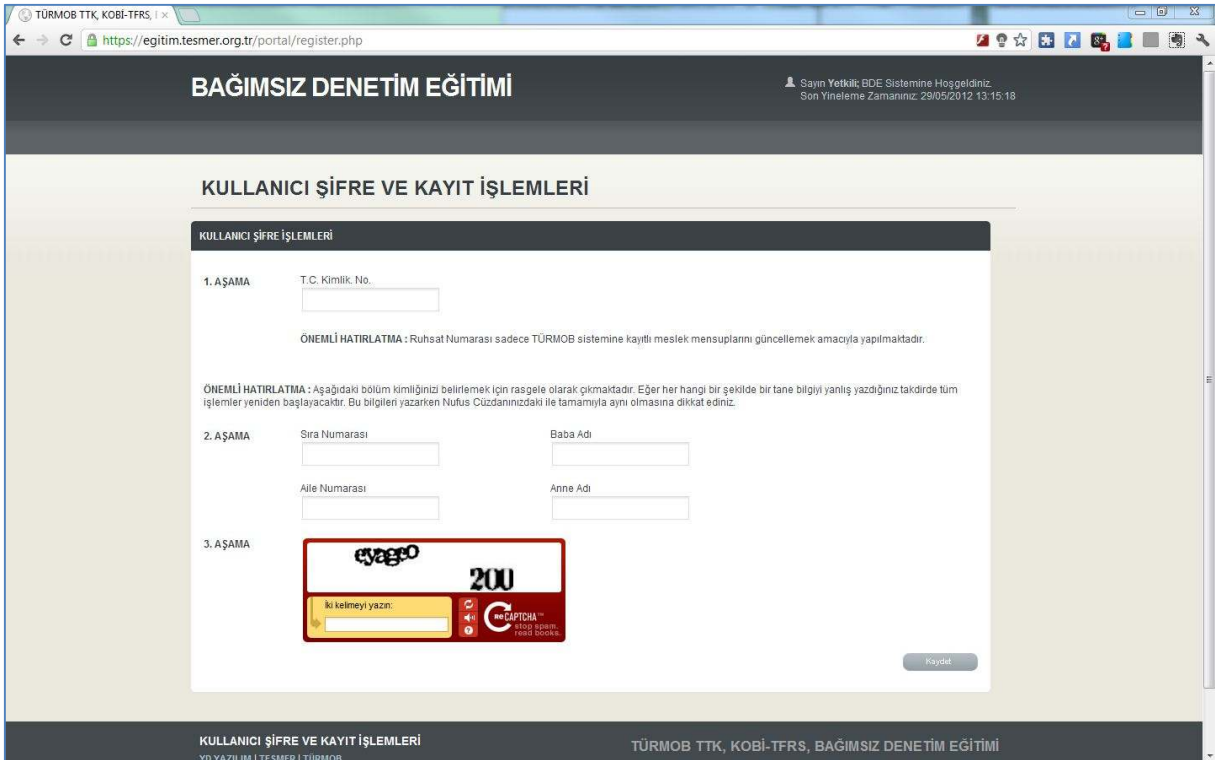 TÜRMOB TTK, KOBİ-TFRS, 
https://egitim.tesmer.org.tr/portal/register.php
BAĞIMSIZ DENETİM EĞİTİMİ
Sayın Yetkili; BDE Sistemine Hoşgeldiniz.
Son Yineleme Zamanınız: 29/05/2012 13:15:18
KULLANICI ŞİFRE VE KAYIT İŞLEMLERİ
KULLANICI ŞİFRE İŞLEMLERİ
1. AŞAMA
T.C. Kimlik. No.
ÖNEMLİ HATIRLATMA : Ruhsat Numarası sadece TÜRMOB sistemine kayıtlı meslek mensuplarını güncellemek amacıyla yapılmaktadır.
ÖNEMLİ HATIRLATMA : Aşağıdaki bölüm kimliğinizi belirlemek için rasgele olarak çıkmaktadır. Eğer her hangi bir şekilde bir tane bilgiyi yanlış yazdığınız takdirde tüm
işlemler yeniden başlayacaktır. Bu bilgileri yazarken Nufus Cüzdanınızdaki ile tamamıyla aynı olmasına dikkat ediniz.
2. AŞAMA
Sıra Numarası
Baba Adı
Aile Numarası
Anne Adı
3. AŞAMA
eyageo
200
İki kelimeyi yazın:
reCAPTCHA™
stop spam.
read books.
Kaydet
KULLANICI ŞİFRE VE KAYIT İŞLEMLERİ
TÜRMOB TTK, KOBİ-TFRS, BAĞIMSIZ DENETİM EĞİTİMİ
YD YAZILIM | TESMER | TÜRMOB